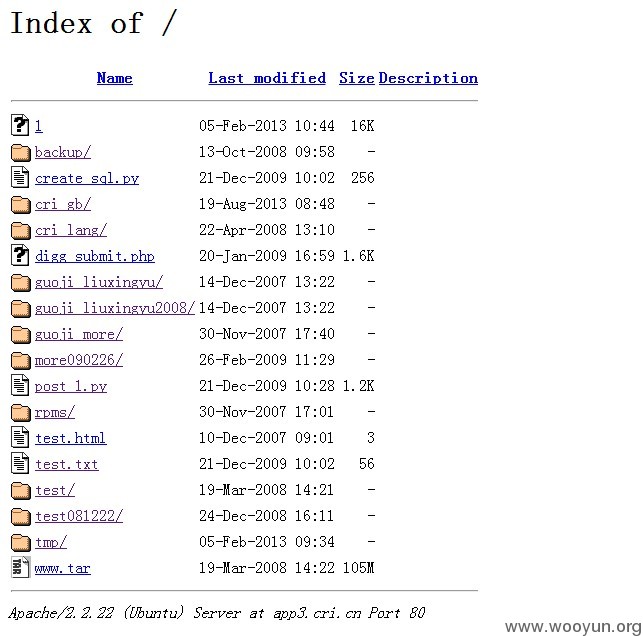 Index of /
Name Last modified Size Description
1 05-Feb-2013 10:44 16K
backup/ 13-Oct-2008 09:58 -
create_sql.py 21-Dec-2009 10:02 256
cri_gb/ 19-Aug-2013 08:48 -
cri_lang/ 22-Apr-2008 13:10 -
digg_submit.php 20-Jan-2009 16:59 1.6K
guoji_liuxingyu/ 14-Dec-2007 13:22 -
guoji_liuxingyu2008/ 14-Dec-2007 13:22 -
guoji_more/ 30-Nov-2007 17:40 -
more090226/ 26-Feb-2009 11:29 -
post_1.py 21-Dec-2009 10:28 1.2K
rpms/ 30-Nov-2007 17:01 -
test.html 10-Dec-2007 09:01 3
test.txt 21-Dec-2009 10:02 56
test/ 19-Mar-2008 14:21 -
test081222/ 24-Dec-2008 16:11 -
tmp/ 05-Feb-2013 09:34 -
www.tar 19-Mar-2008 14:22 105M
Apache/2.2.22 (Ubuntu) Server at app3.cri.cn Port 80
www.wooyun.org